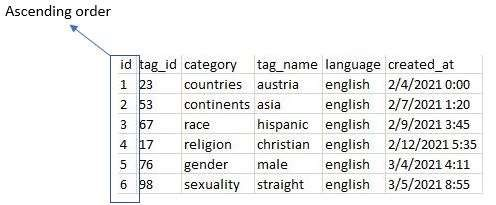 Ascending order
id tag_id category tag_name language created_at
1 23 countries austria english 2/4/2021 0:00
2 53 continents asia english 2/7/2021 1:20
3 67 race hispanic english 2/9/2021 3:45
4 17 religion christian english 2/12/2021 5:35
5 76 gender male english 3/4/2021 4:11
6 98 sexuality straight english 3/5/2021 8:55